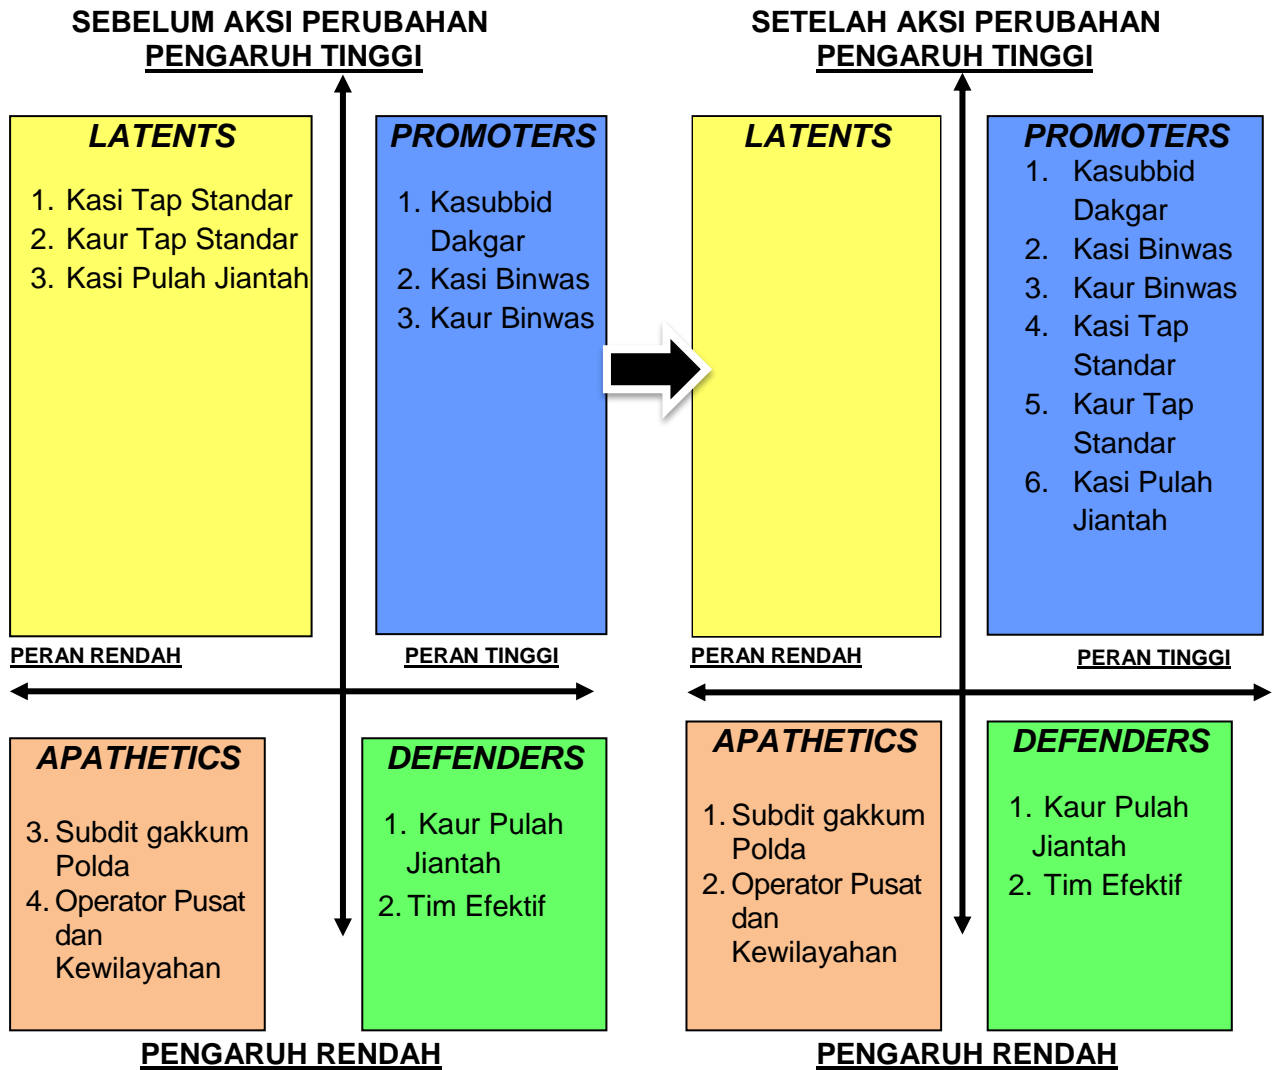 SEBELUM AKSI PERUBAHAN
PENGARUH TINGGI
LATENTS
1. Kasi Tap Standar
2. Kaur Tap Standar
3. Kasi Pulah Jiantah
PROMOTERS
1. Kasubbid
Dakgar
2. Kasi Binwas
3. Kaur Binwas
PERAN RENDAH
PERAN TINGGI
APATHETICS
3. Subdit gakkum
Polda
4. Operator Pusat
dan
Kewilayahan
DEFENDERS
1. Kaur Pulah
Jiantah
2. Tim Efektif
PENGARUH RENDAH
SETELAH AKSI PERUBAHAN
PENGARUH TINGGI
LATENTS
PROMOTERS
1. Kasubbid
Dakgar
2. Kasi Binwas
3. Kaur Binwas
4. Kasi Tap
Standar
5. Kaur Tap
Standar
6. Kasi Pulah
Jiantah
PERAN RENDAH
PERAN TINGGI
APATHETICS
1. Subdit gakkum
Polda
2. Operator Pusat
dan
Kewilayahan
DEFENDERS
1. Kaur Pulah
Jiantah
2. Tim Efektif
PENGARUH RENDAH